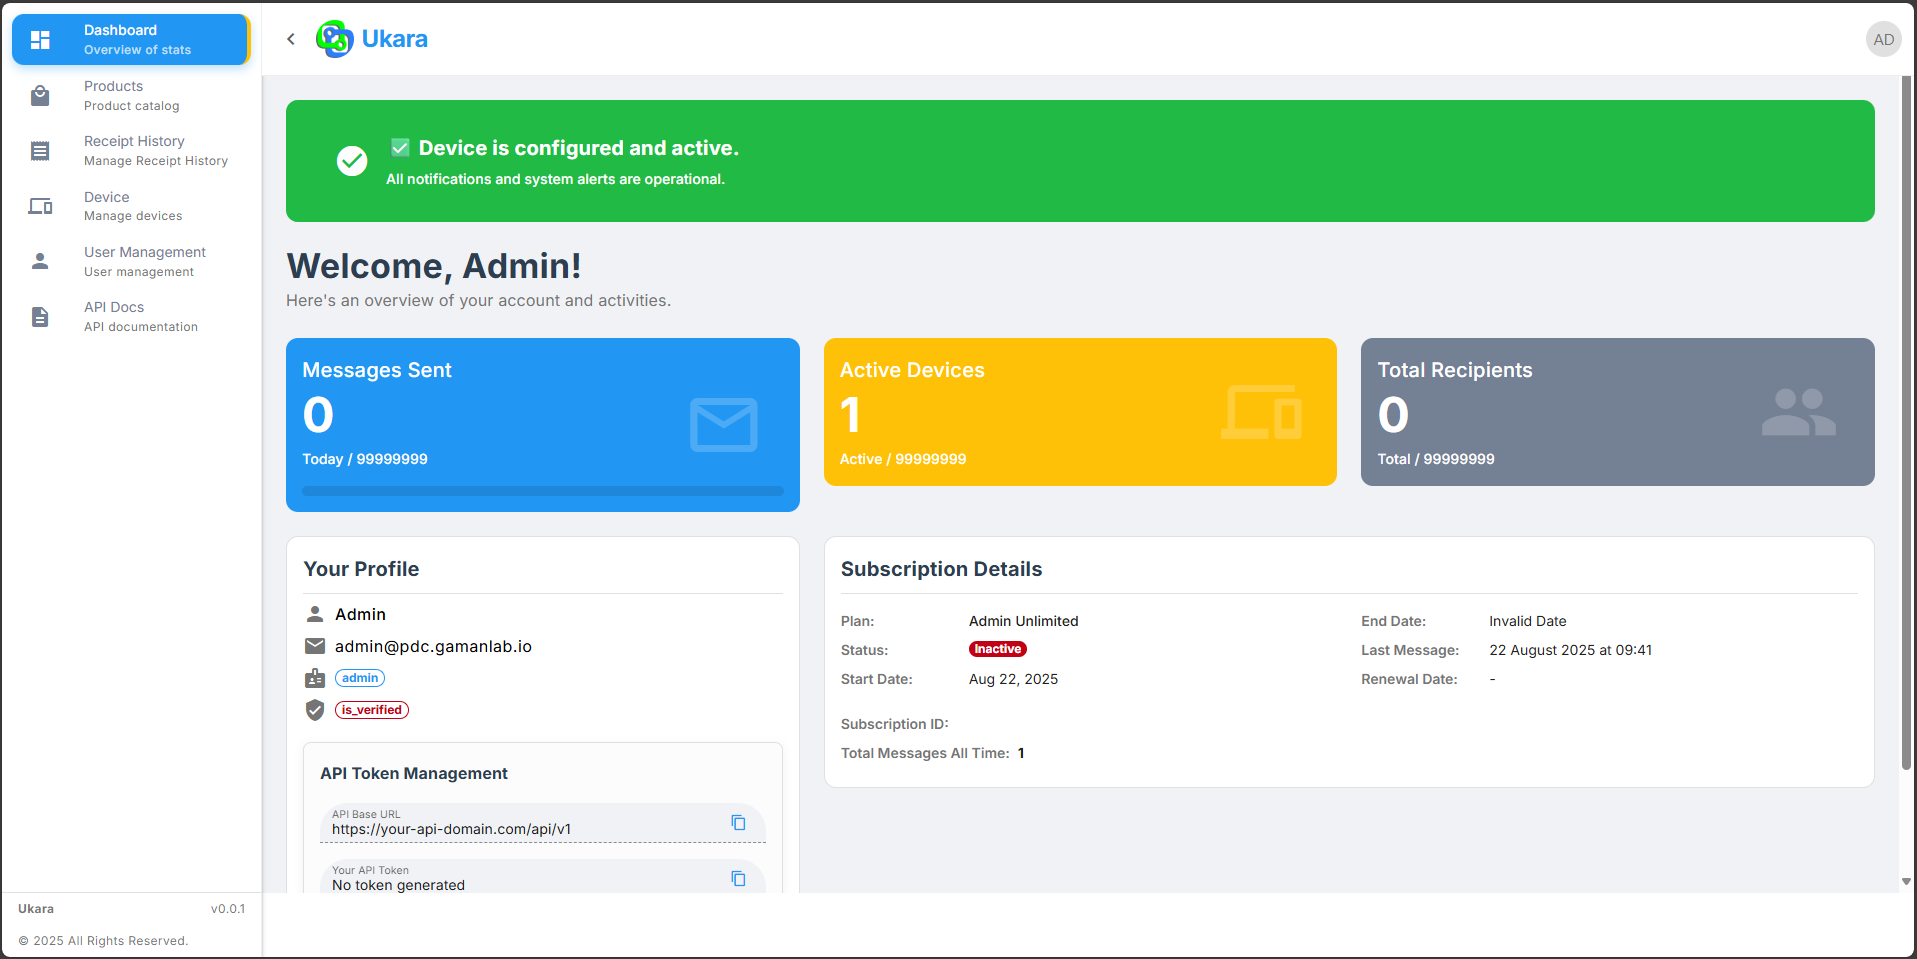 Dashboard
Overview of stats
Products
Product catalog
Receipt History
Manage Receipt History
Device
Manage devices
User Management
User management
API Docs
API documentation
Ukara
v0.0.1
© 2025 All Rights Reserved.
Ukara
AD
✅ Device is configured and active.
All notifications and system alerts are operational.
Welcome, Admin!
Here's an overview of your account and activities.
Messages Sent
0
Today / 99999999
Active Devices
1
Active / 99999999
Total Recipients
0
Total / 99999999
Your Profile
Admin
admin@pdc.gamanlab.io
admin
is_verified
API Token Management
API Base URL
https://your-api-domain.com/api/v1
Your API Token
No token generated
Subscription Details
Plan: Admin Unlimited
Status: Inactive
Start Date: Aug 22, 2025
End Date: Invalid Date
Last Message: 22 August 2025 at 09:41
Renewal Date: -
Subscription ID:
Total Messages All Time: 1